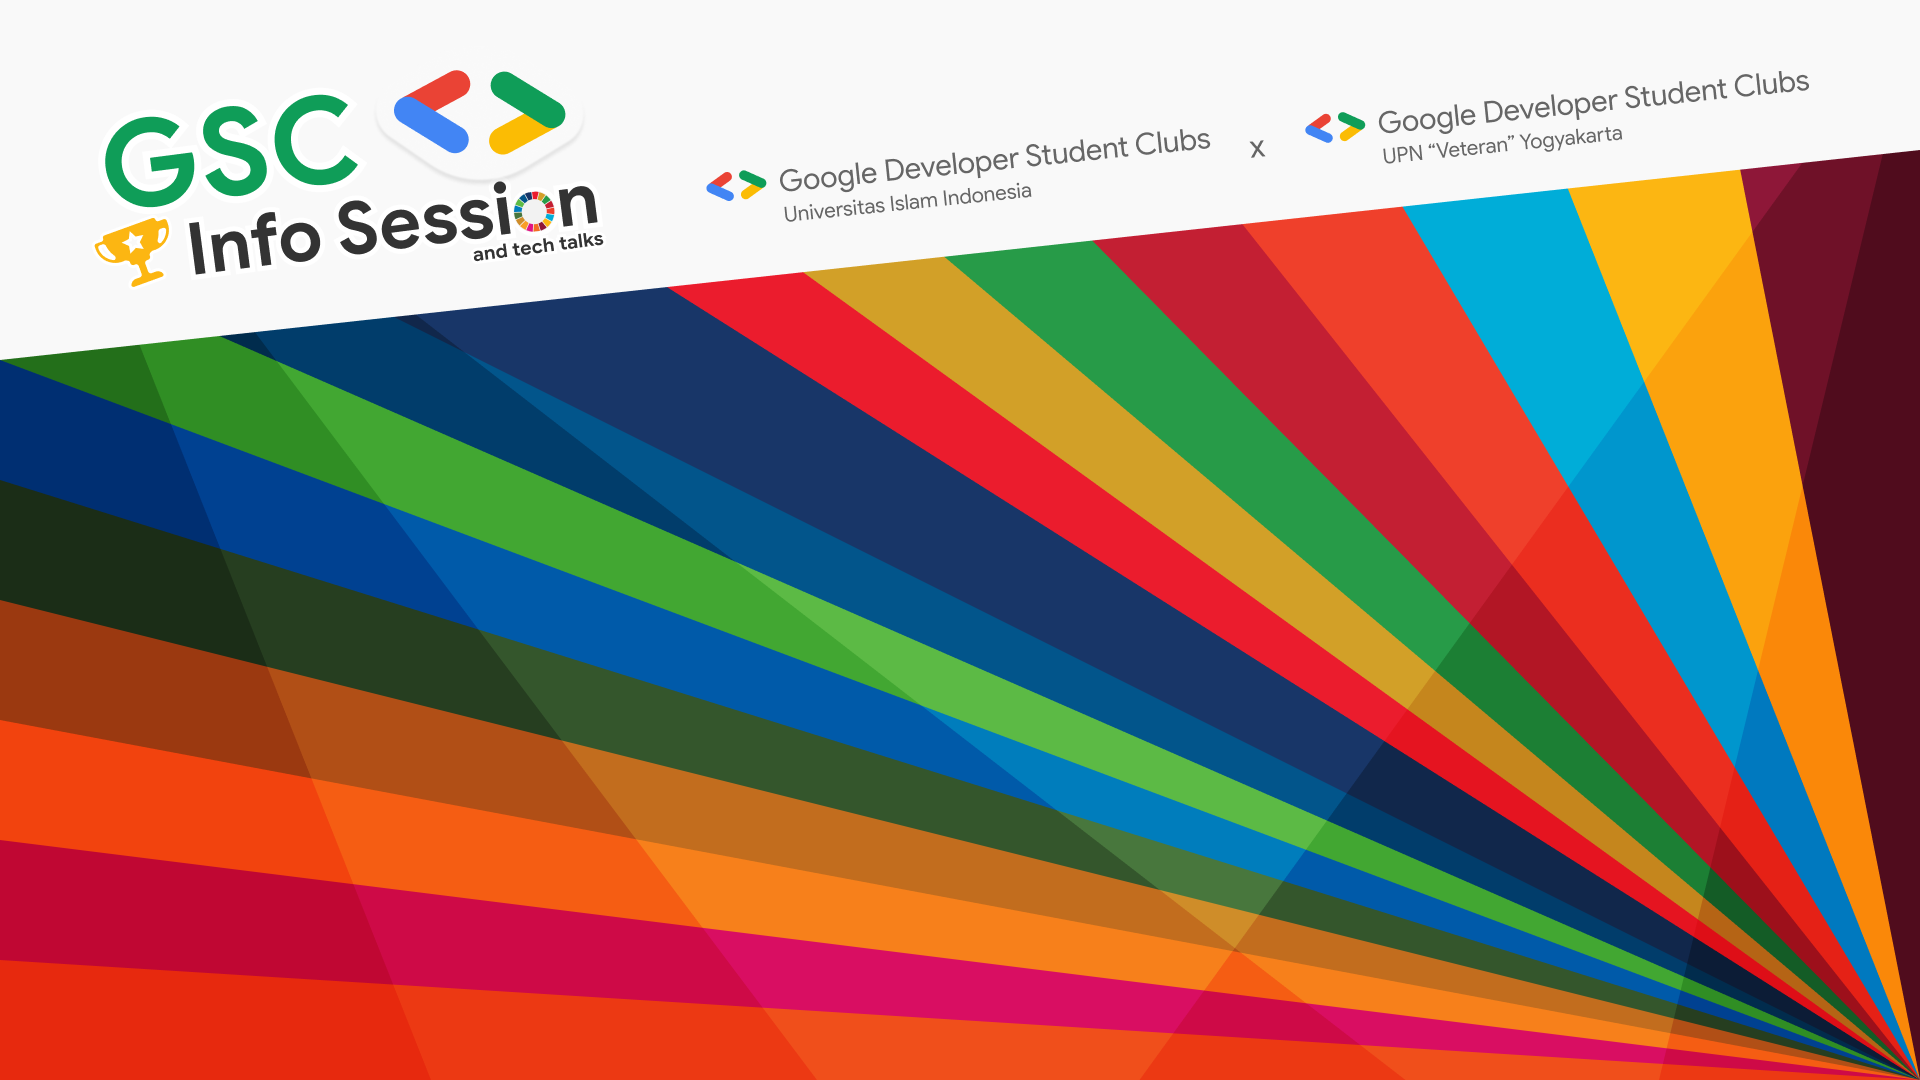 GSC
Info Session
and tech talks
Google Developer Student Clubs
Universitas Islam Indonesia
x
Google Developer Student Clubs
UPN “Veteran” Yogyakarta